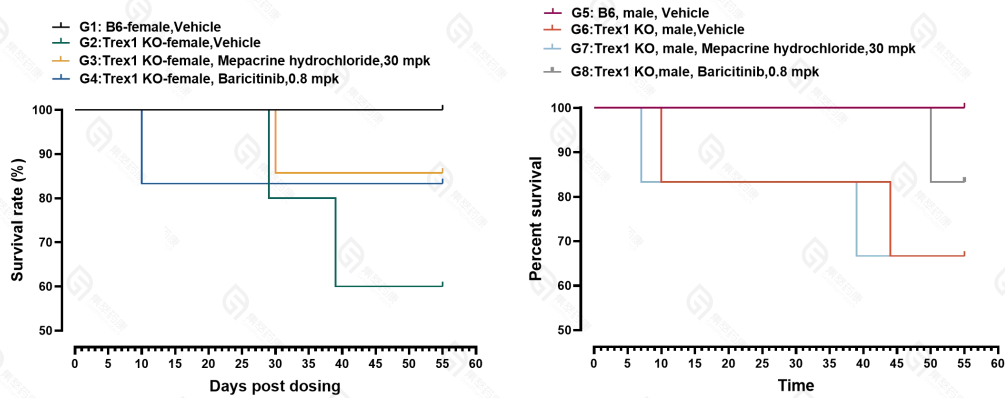 G1: B6-female,Vehicle
G2:Trex1 KO-female,Vehicle
G3:Trex1 KO-female, Mepacrine hydrochloride,30 mpk
G4:Trex1 KO-female, Baricitinib,0.8 mpk
100
90
80
70
60
50
Survival rate (%)
0 5 10 15 20 25 30 35 40 45 50 55 60
Days post dosing
G5: B6, male, Vehicle
G6:Trex1 KO, male,Vehicle
G7:Trex1 KO, male, Mepacrine hydrochloride,30 mpk
G8:Trex1 KO,male, Baricitinib,0.8 mpk
100
90
80
70
60
50
Percent survival
0 5 10 15 20 25 30 35 40 45 50 55 60
Time